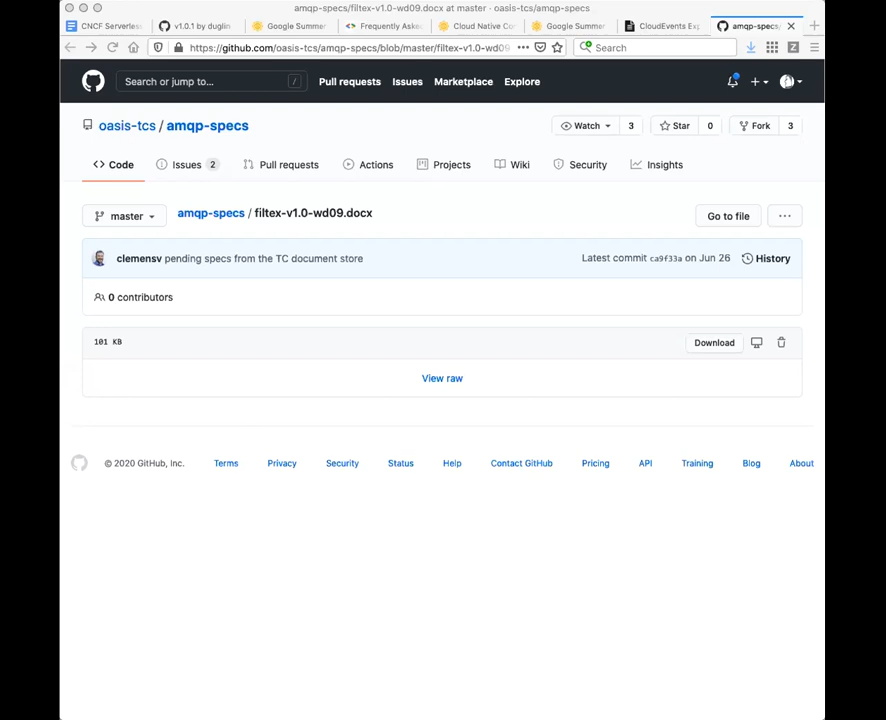 amqp-specs/filtex-v1.0-wd09.docx at master · oasis-tcs/amqp-specs
CNCF Serverless
v1.0.1 by duglin
Google Summer
Frequently Aske
Cloud Native Co
Google Summer
CloudEvents Exp
amqp-specs
https://github.com/oasis-tcs/amqp-specs/blob/master/filtex-v1.0-wd09
Search
Search or jump to...
/
Pull requests Issues Marketplace Explore
oasis-tcs / amqp-specs
Watch 3
Star 0
Fork 3
Code
Issues 2
Pull requests
Actions
Projects
Wiki
Security
Insights
master
amqp-specs / filtex-v1.0-wd09.docx
Go to file
...
clemensv pending specs from the TC document store
Latest commit ca9f33a on Jun 26
History
0 contributors
101 KB
Download
View raw
© 2020 GitHub, Inc. Terms Privacy Security Status Help Contact GitHub Pricing API Training Blog About